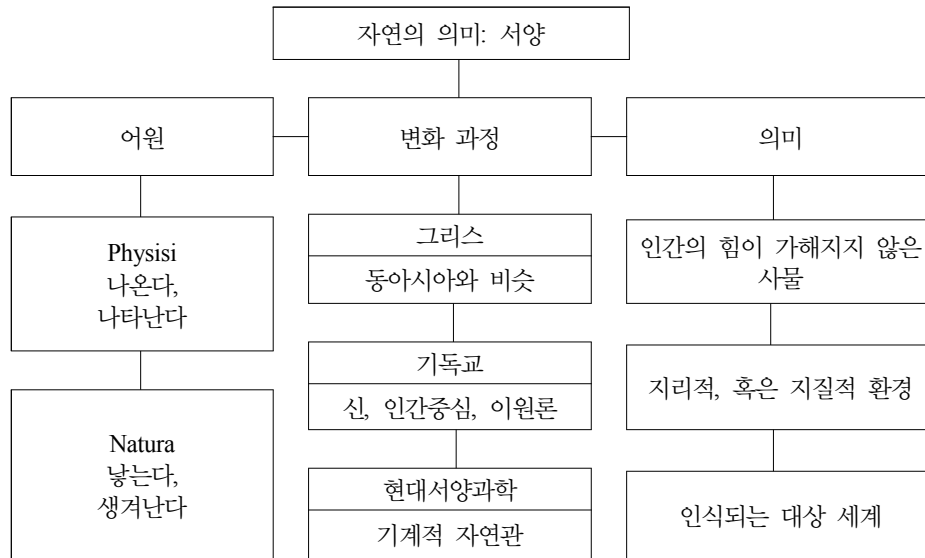 자연의 의미: 서양
어원
변화 과정
의미
Physisi
나온다,
나타난다
Natura
낳는다,
생겨난다
그리스
동아시아와 비슷
기독교
신, 인간중심, 이원론
현대서양과학
기계적 자연관
인간의 힘이 가해지지 않은
사물
지리적, 혹은 지질적 환경
인식되는 대상 세계